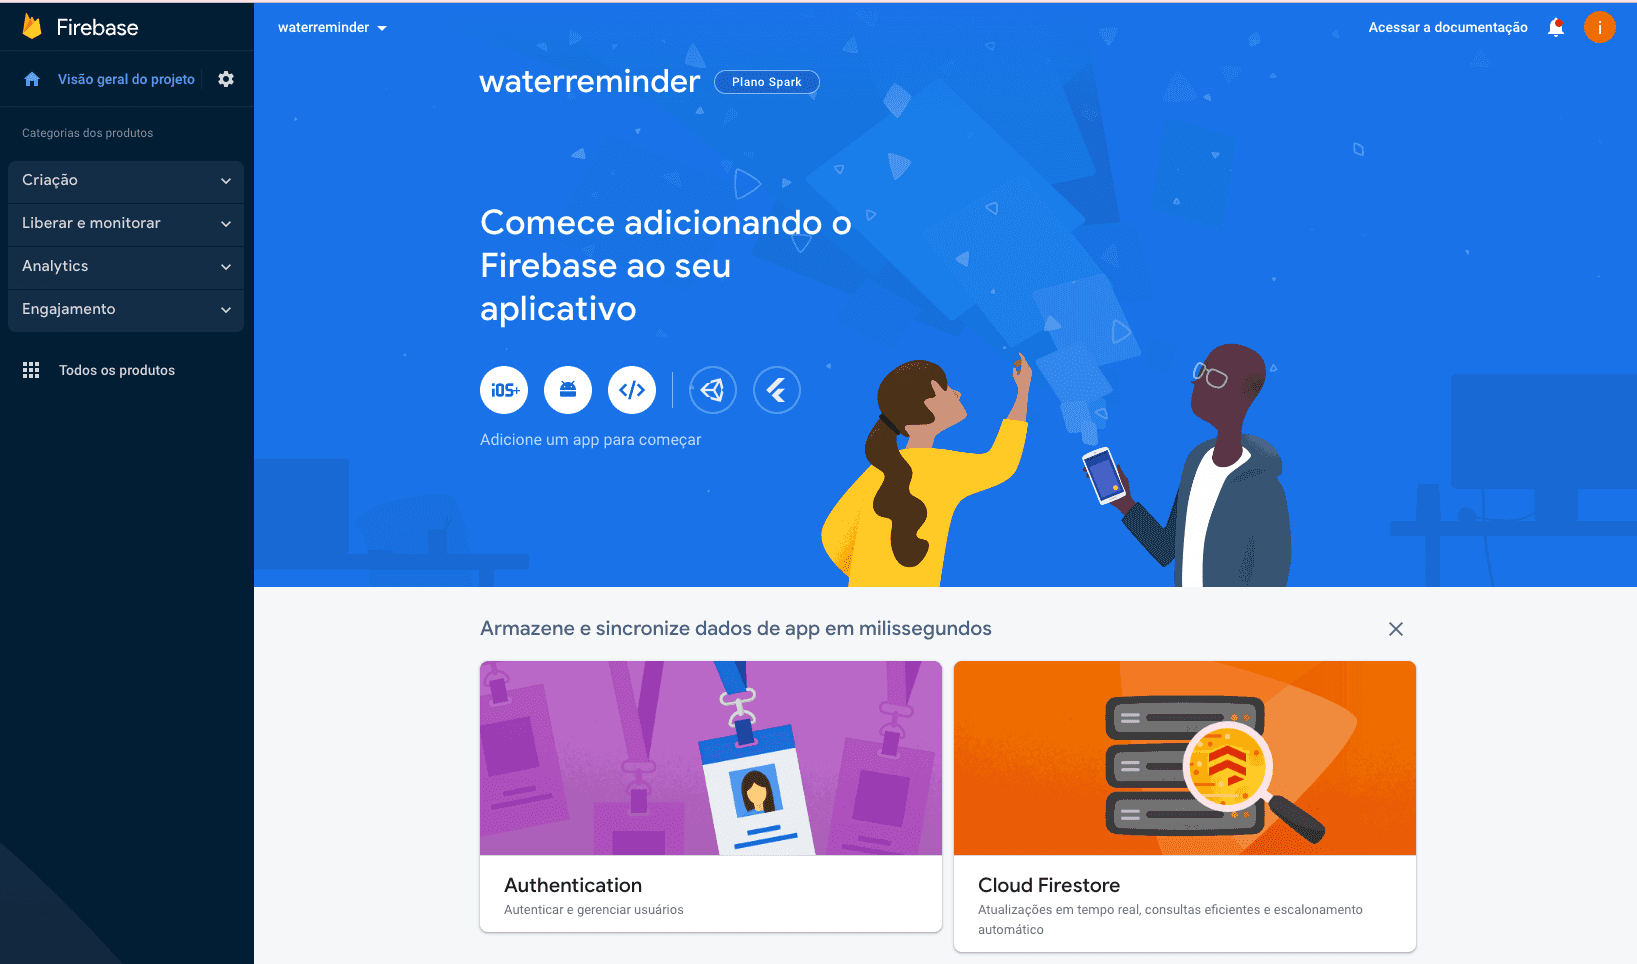 Firebase
waterreminder
Acessar a documentação
i
Visão geral do projeto
waterreminder
Plano Spark
Categorias dos produtos
Criação
Liberar e monitorar
Analytics
Engajamento
Todos os produtos
Comece adicionando o
Firebase ao seu
aplicativo
iOS+
Adicione um app para começar
Armazene e sincronize dados de app em milissegundos
Authentication
Autenticar e gerenciar usuários
Cloud Firestore
Atualizações em tempo real, consultas eficientes e escalonamento
automático